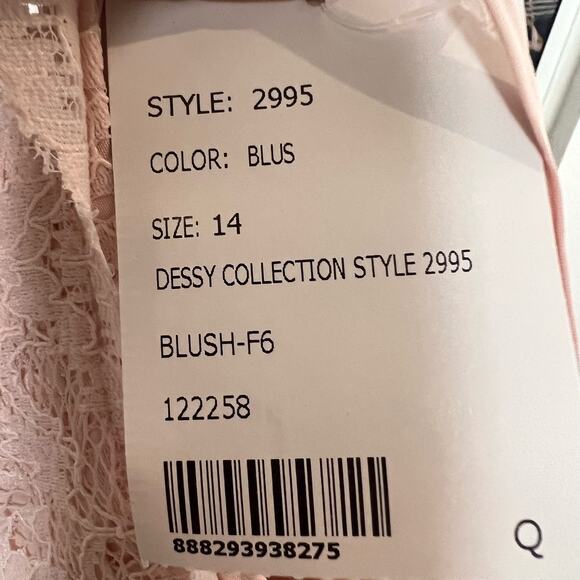 STYLE: 2995
COLOR: BLUS
SIZE: 14
DESSY COLLECTION STYLE 2995
BLUSH-F6
122258
888293938275
Q